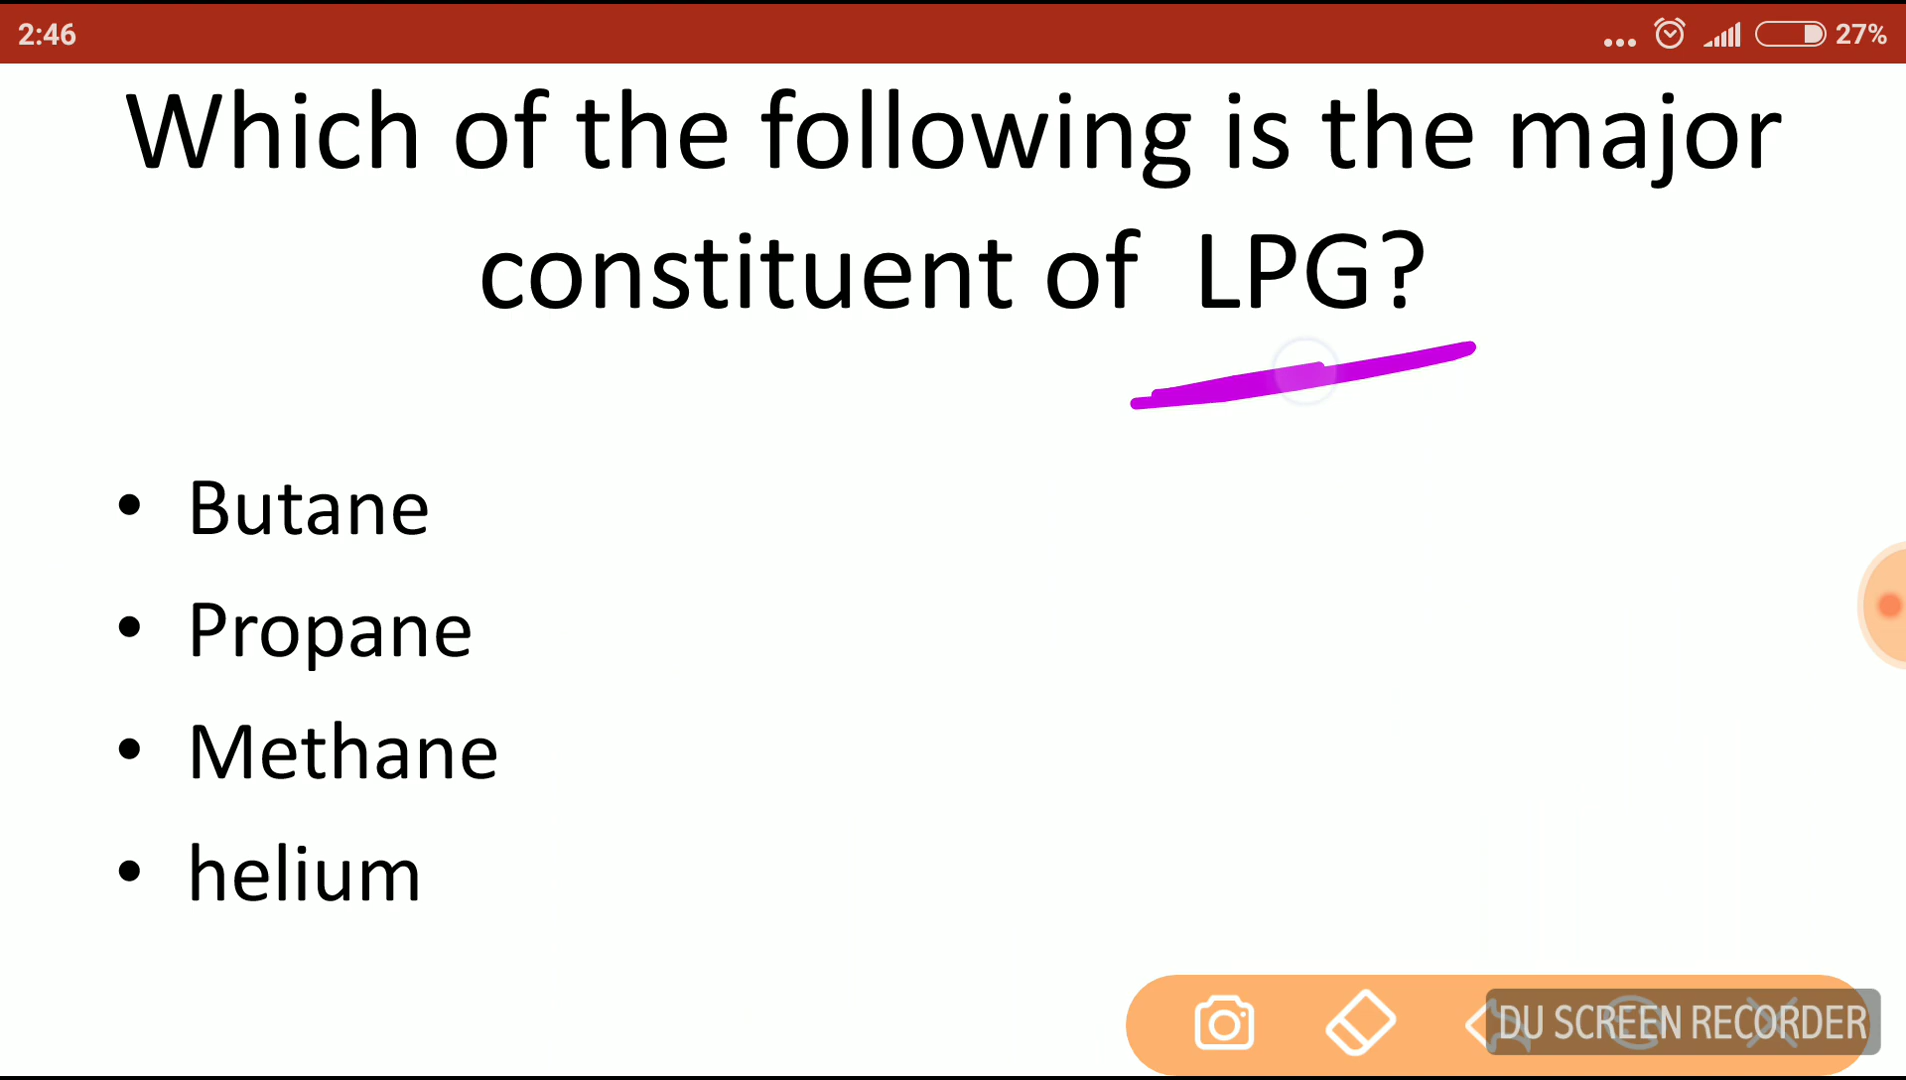 2:46
27%
Which of the following is the major
constituent of LPG?
• Butane
• Propane
• Methane
• helium
DU SCREEN RECORDER